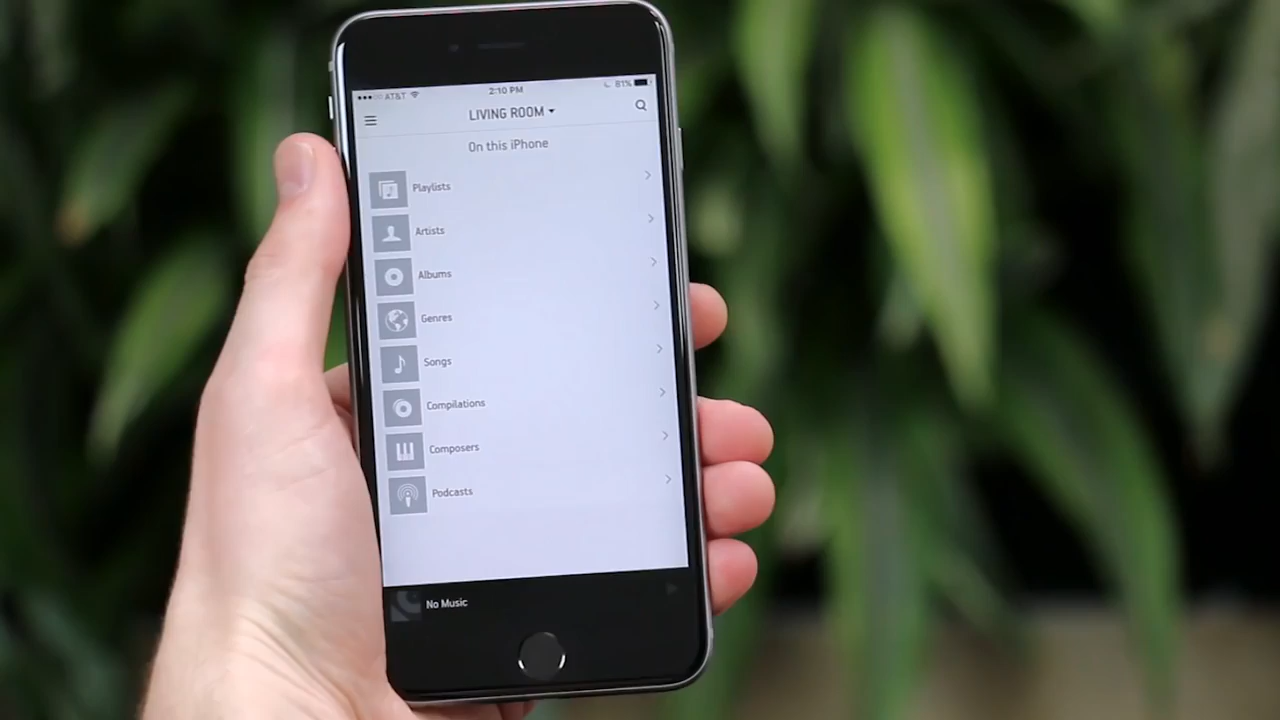 AT&T 2:10 PM 81%
LIVING ROOM
On this iPhone
Playlists
Artists
Albums
Genres
Songs
Compilations
Composers
Podcasts
No Music